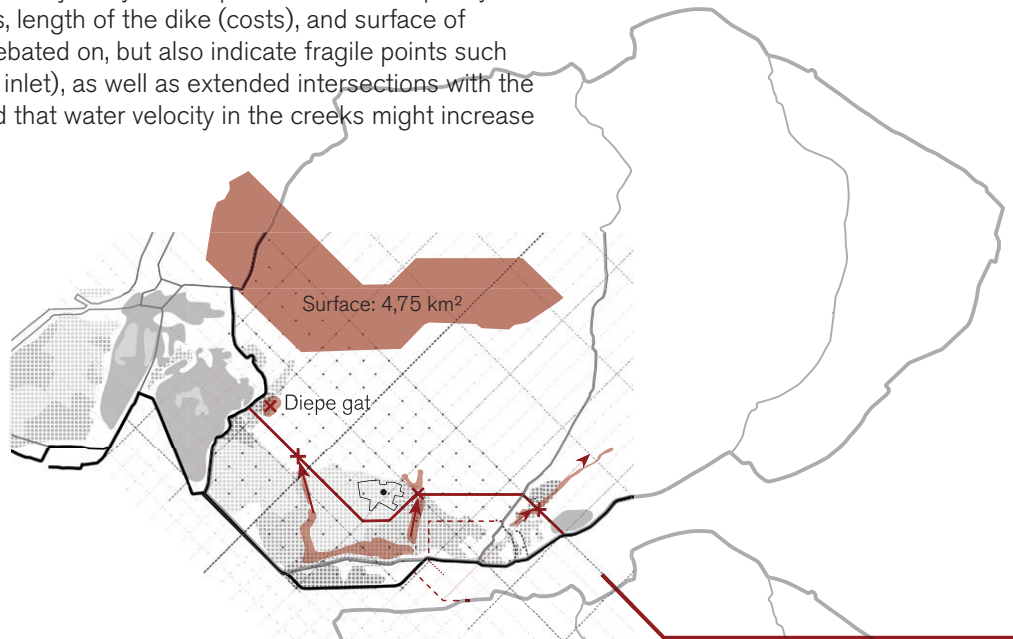 s, length of the dike (costs), and surface of
ebated on, but also indicate fragile points such
inlet), as well as extended intersections with the
d that water velocity in the creeks might increase
Surface: 4,75 km²
Diepe gat